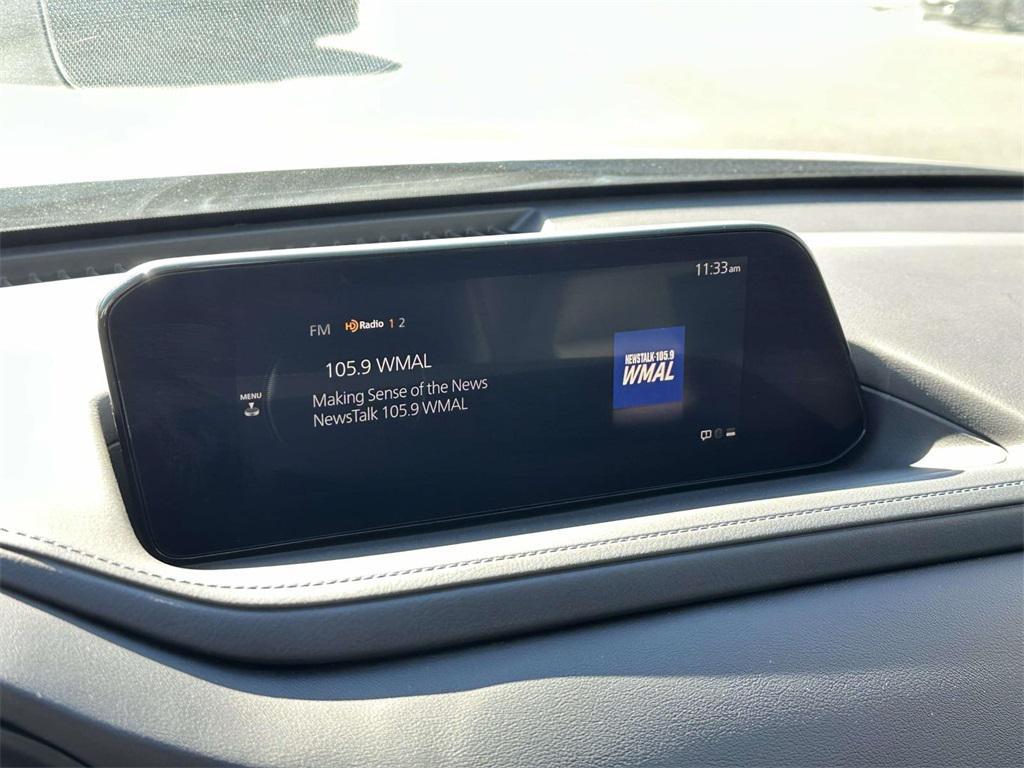 11:33am
FM HD Radio 1 2
105.9 WMAL
MENU
Making Sense of the News
NewsTalk 105.9 WMAL
NEWSTALK·105.9
WMAL